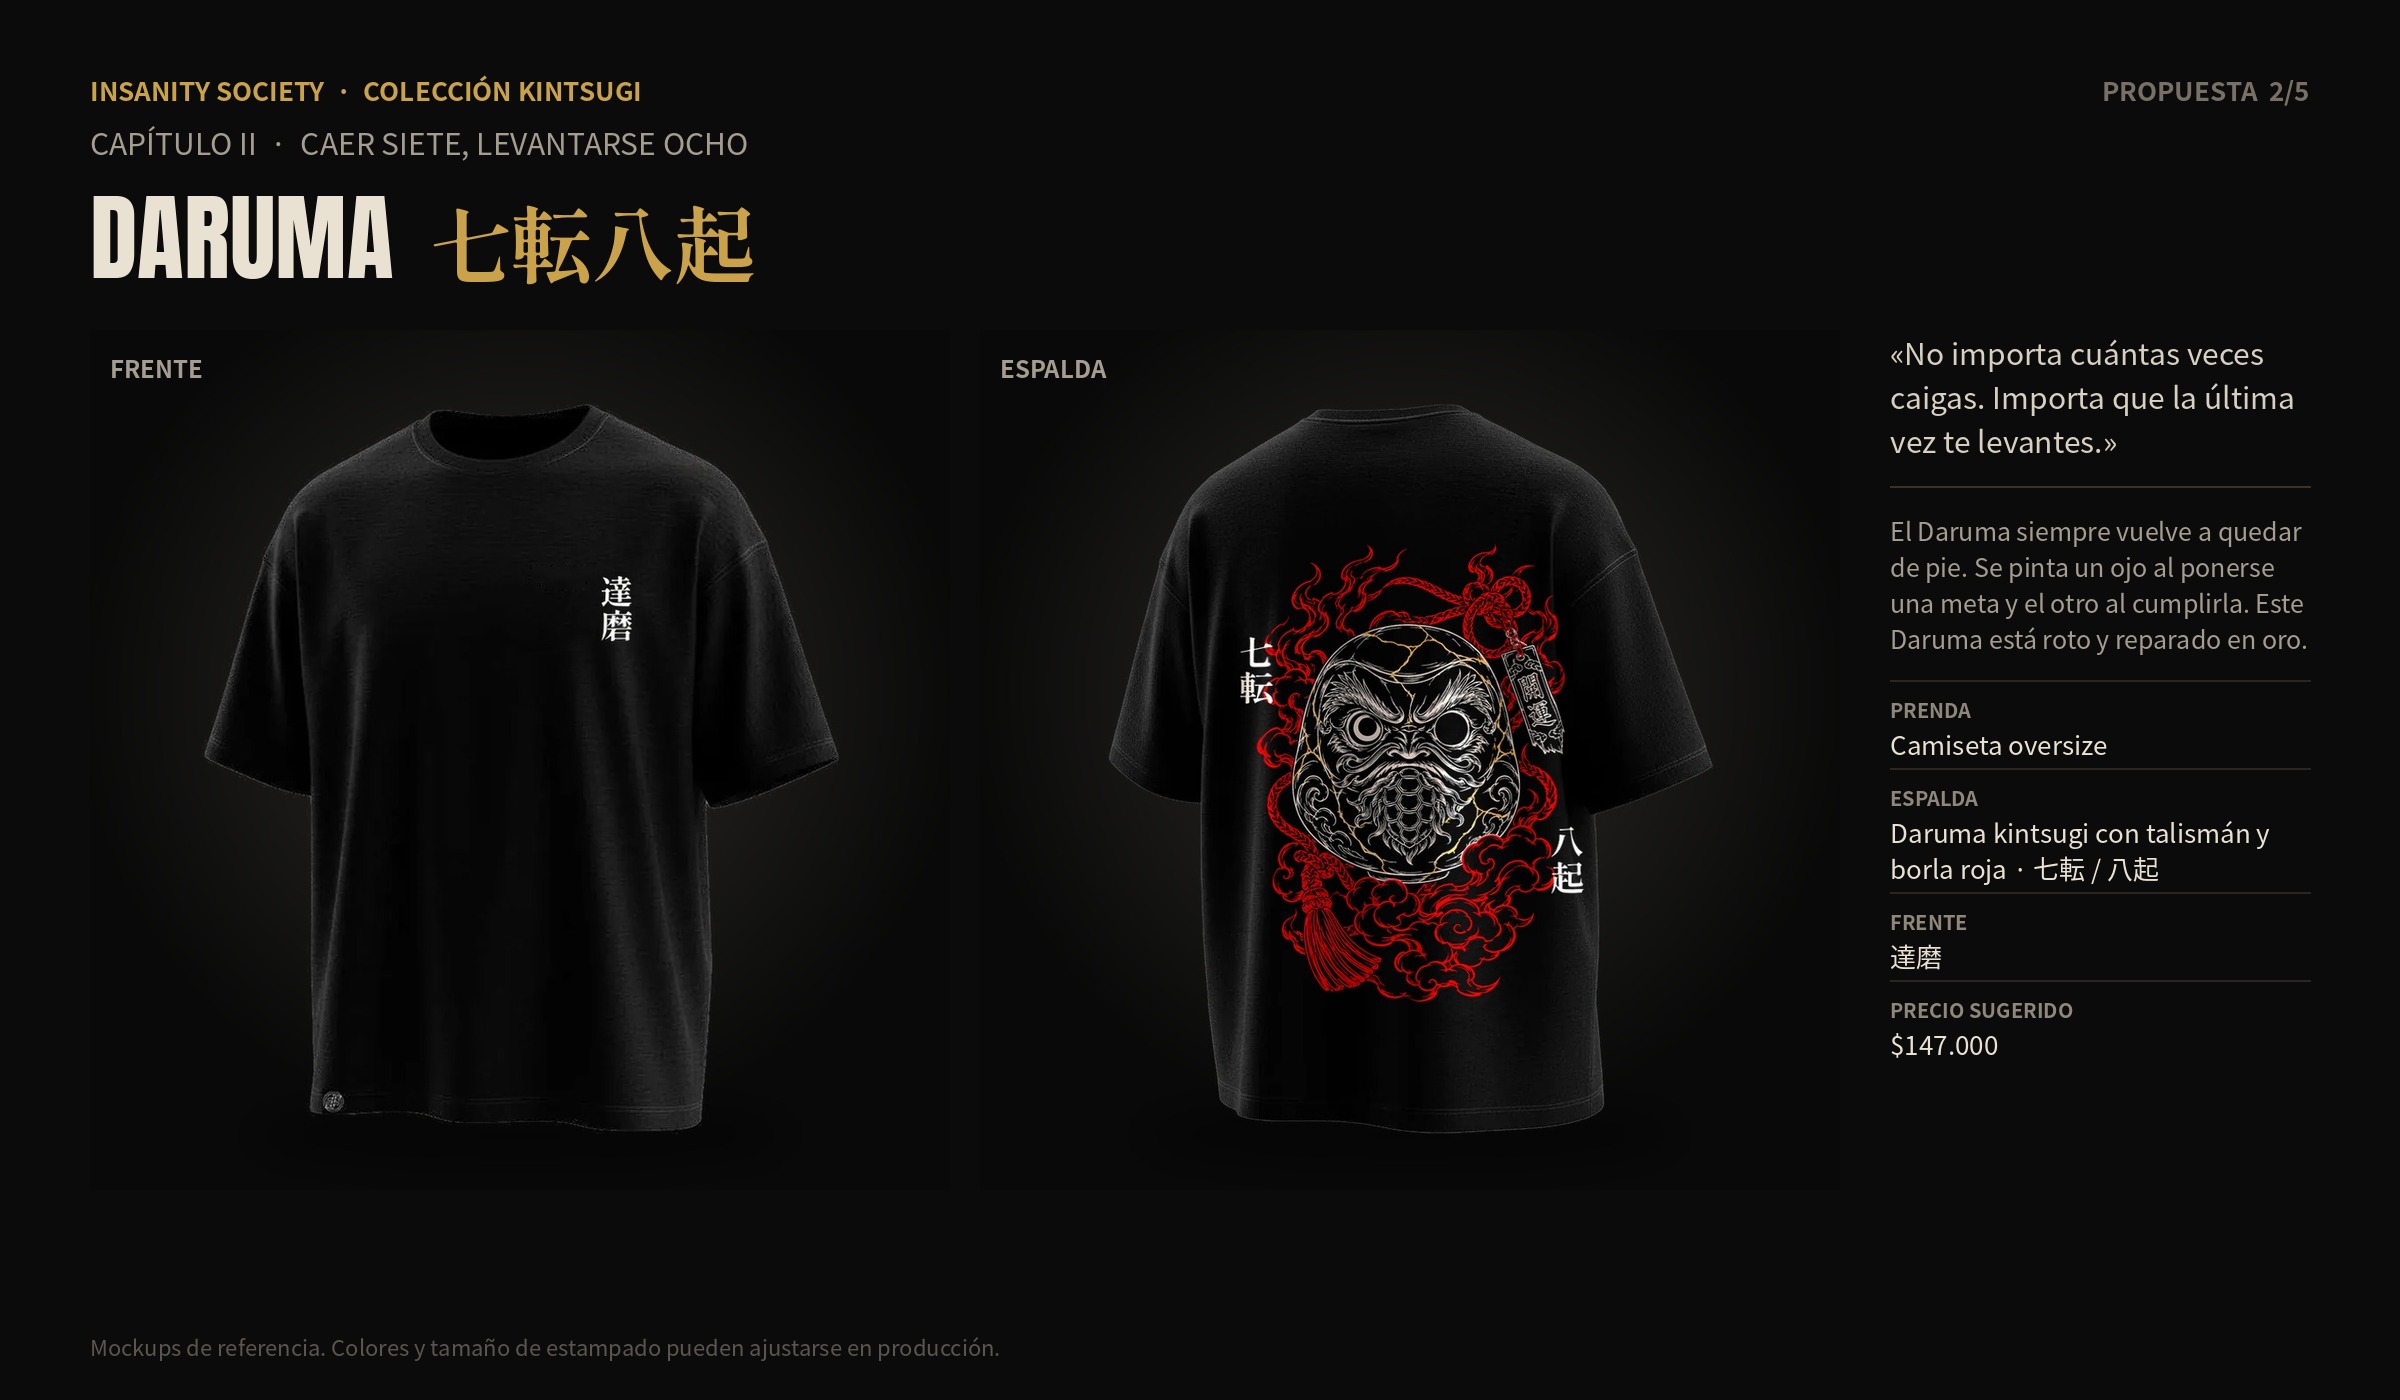 INSANITY SOCIETY · COLECCIÓN KINTSUGI
PROPUESTA 2/5
CAPÍTULO II · CAER SIETE, LEVANTARSE OCHO
DARUMA 七転八起
FRENTE
達磨
ESPALDA
七転
開運
八起
«No importa cuántas veces
caigas. Importa que la última
vez te levantes.»
El Daruma siempre vuelve a quedar
de pie. Se pinta un ojo al ponerse
una meta y el otro al cumplirla. Este
Daruma está roto y reparado en oro.
PRENDA
Camiseta oversize
ESPALDA
Daruma kintsugi con talismán y
borla roja · 七転 / 八起
FRENTE
達磨
PRECIO SUGERIDO
$147.000
Mockups de referencia. Colores y tamaño de estampado pueden ajustarse en producción.